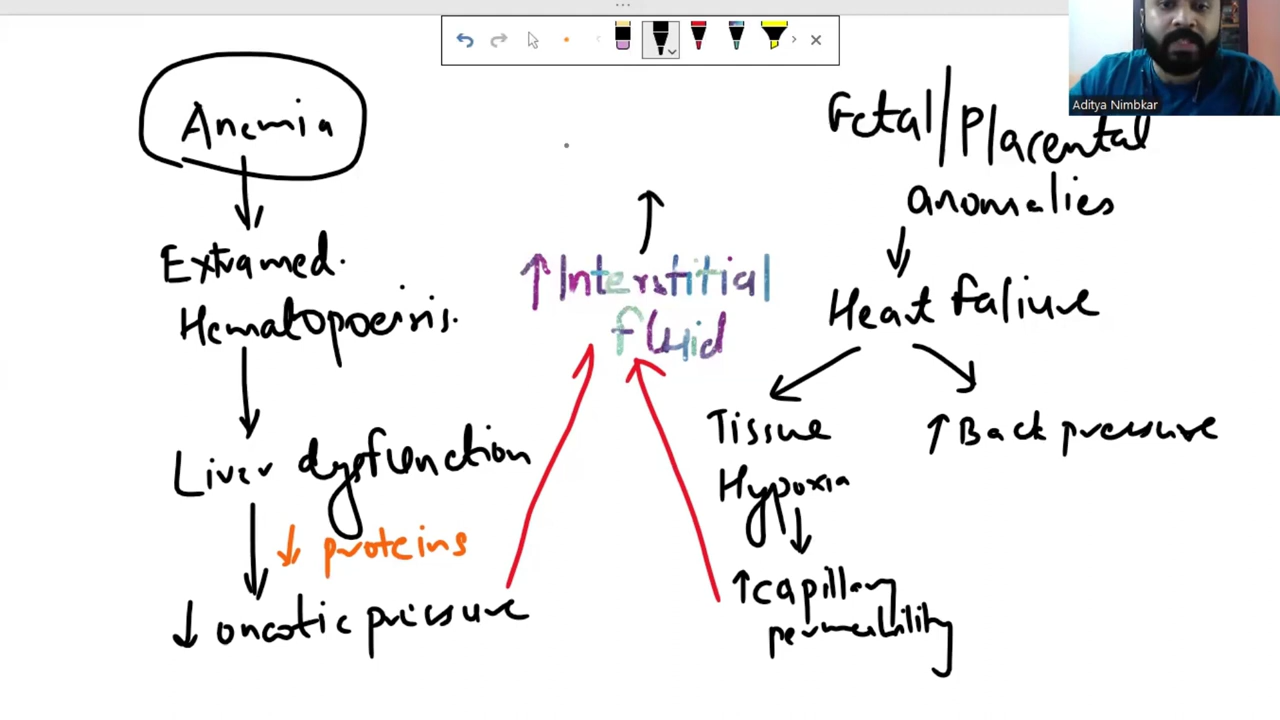 Aditya Nimbkar
Anemia
Extramed.
Hematopoeisis.
Liver dysfunction
↓ proteins
↓ oncotic pressure
↑ Interstitial
fluid
Fetal/Placental
anomalies
Heart faliure
Tissue
Hypoxia
↑ Back pressure
↑ capillary
permeability